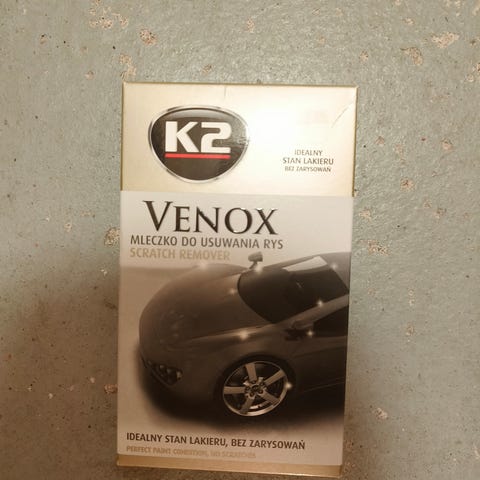 K2
IDEALNY
STAN LAKIERU
BEZ ZARYSOWAŃ
VENOX
MLECZKO DO USUWANIA RYS
SCRATCH REMOVER
IDEALNY STAN LAKIERU, BEZ ZARYSOWAŃ
PERFECT PAINT CONDITION, NO SCRATCHES